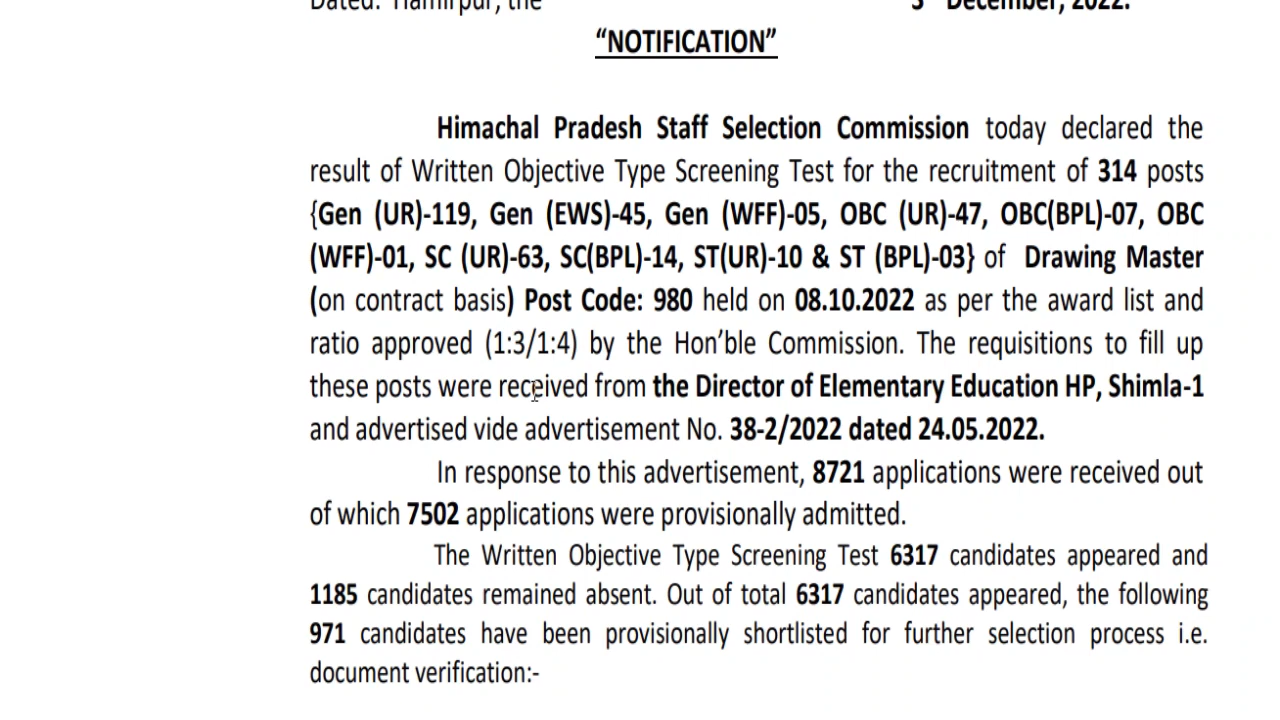 Dated: Hamirpur, the December, 2022.
“NOTIFICATION”
Himachal Pradesh Staff Selection Commission today declared the
result of Written Objective Type Screening Test for the recruitment of 314 posts
{Gen (UR)-119, Gen (EWS)-45, Gen (WFF)-05, OBC (UR)-47, OBC(BPL)-07, OBC
(WFF)-01, SC (UR)-63, SC(BPL)-14, ST(UR)-10 & ST (BPL)-03} of Drawing Master
(on contract basis) Post Code: 980 held on 08.10.2022 as per the award list and
ratio approved (1:3/1:4) by the Hon’ble Commission. The requisitions to fill up
these posts were received from the Director of Elementary Education HP, Shimla-1
and advertised vide advertisement No. 38-2/2022 dated 24.05.2022.
In response to this advertisement, 8721 applications were received out
of which 7502 applications were provisionally admitted.
The Written Objective Type Screening Test 6317 candidates appeared and
1185 candidates remained absent. Out of total 6317 candidates appeared, the following
971 candidates have been provisionally shortlisted for further selection process i.e.
document verification:-